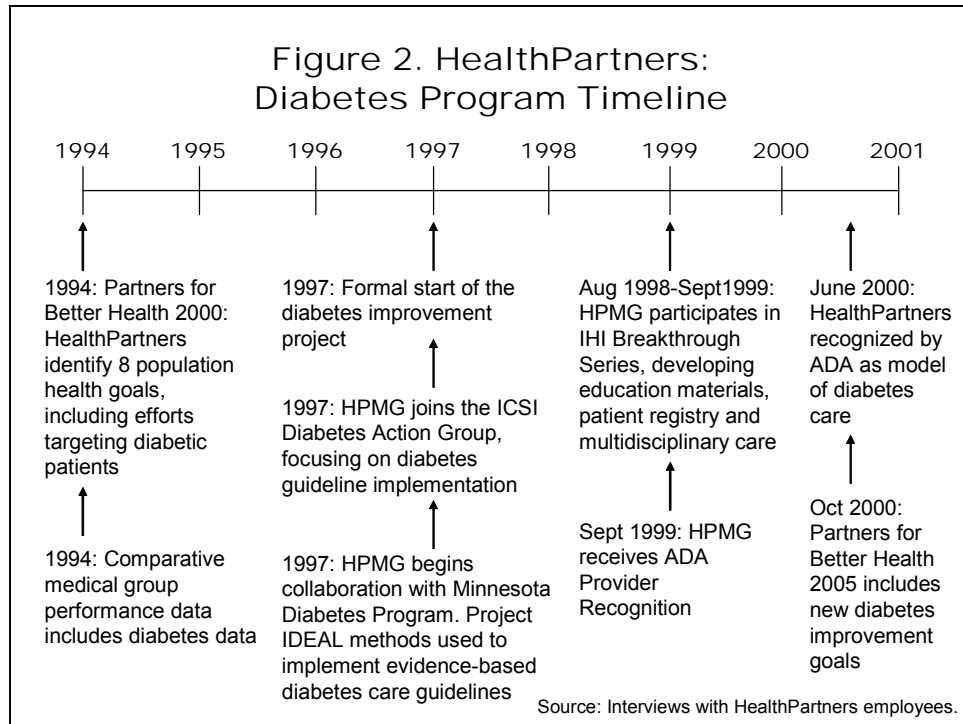 Figure 2. HealthPartners:
Diabetes Program Timeline
1994 1995 1996 1997 1998 1999 2000 2001
1994: Partners for
Better Health 2000:
HealthPartners
identify 8 population
health goals,
including efforts
targeting diabetic
patients
1994: Comparative
medical group
performance data
includes diabetes data
1997: Formal start of the
diabetes improvement
project
1997: HPMG joins the ICSI
Diabetes Action Group,
focusing on diabetes
guideline implementation
1997: HPMG begins
collaboration with Minnesota
Diabetes Program. Project
IDEAL methods used to
implement evidence-based
diabetes care guidelines
Aug 1998-Sept1999:
HPMG participates in
IHI Breakthrough
Series, developing
education materials,
patient registry and
multidisciplinary care
Sept 1999: HPMG
receives ADA
Provider
Recognition
June 2000:
HealthPartners
recognized by
ADA as model
of diabetes
care
Oct 2000:
Partners for
Better Health
2005 includes
new diabetes
improvement
goals
Source: Interviews with HealthPartners employees.